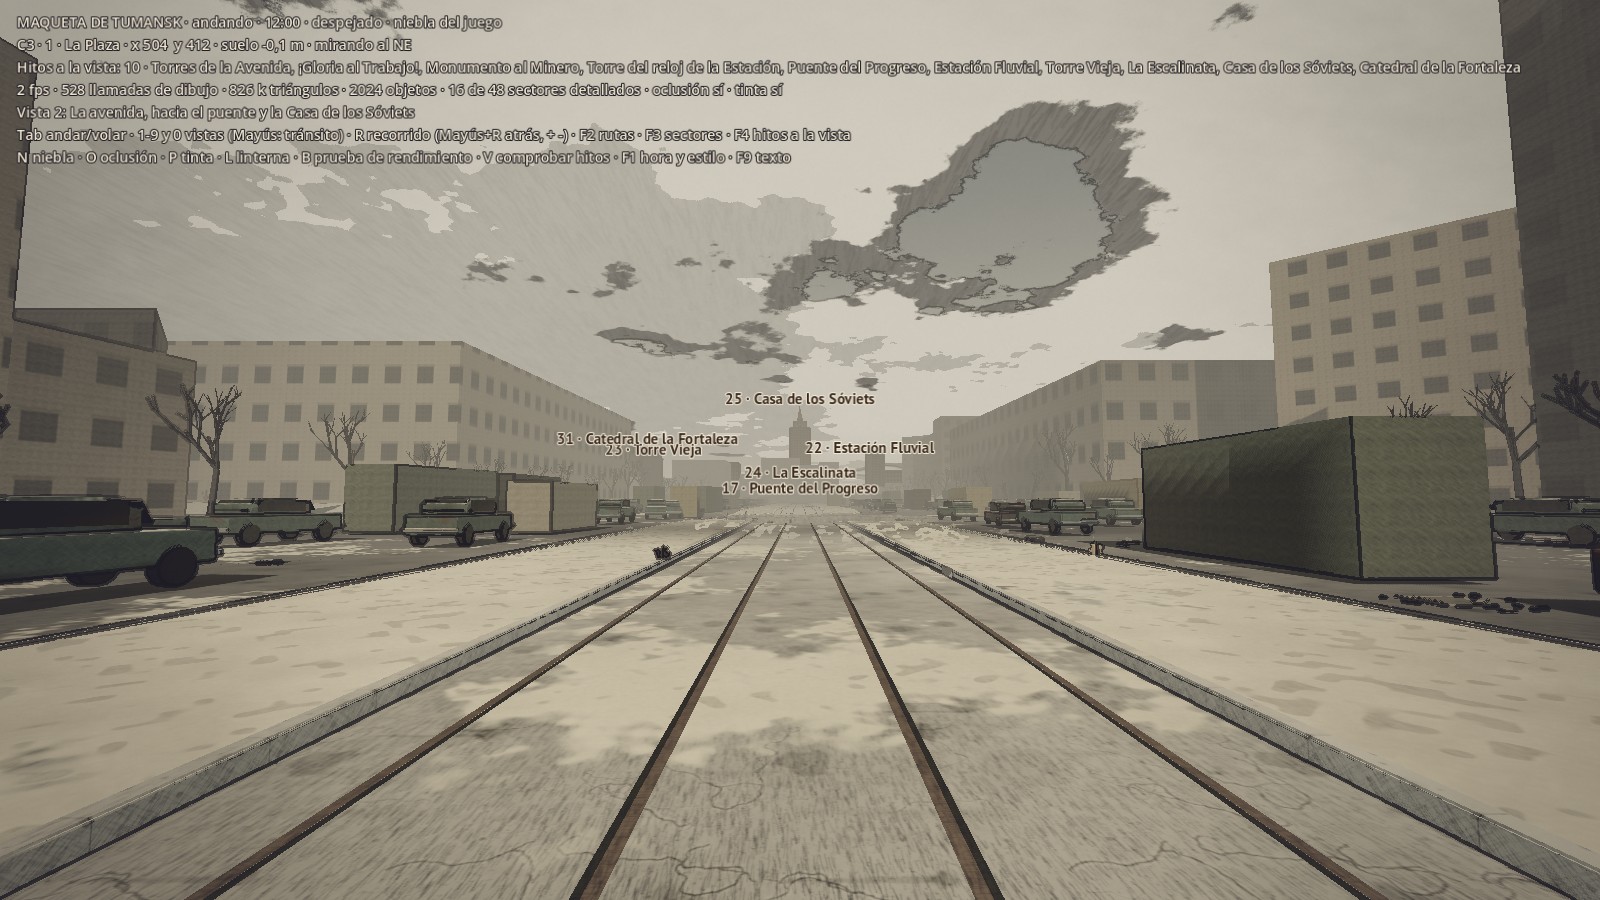 MAQUETA DE TUMANSK · andando · 12:00 · despejado · niebla del juego
C3 · 1 · La Plaza · x 504 y 412 · suelo -0,1 m · mirando al NE
Hitos a la vista: 10 · Torres de la Avenida, ¡Gloria al Trabajo!, Monumento al Minero, Torre del reloj de la Estación, Puente del Progreso, Estación Fluvial, Torre Vieja, La Escalinata, Casa de los Sóviets, Catedral de la Fortaleza
2 fps · 528 llamadas de dibujo · 826 k triángulos · 2024 objetos · 16 de 48 sectores detallados · oclusión sí · tinta sí
Vista 2: La avenida, hacia el puente y la Casa de los Sóviets
Tab andar/volar · 1-9 y 0 vistas (Mayús: tránsito) · R recorrido (Mayús+R atrás, + -) · F2 rutas · F3 sectores · F4 hitos a la vista
N niebla · O oclusión · P tinta · L linterna · B prueba de rendimiento · V comprobar hitos · F1 hora y estilo · F9 texto
25 · Casa de los Sóviets
31 · Catedral de la Fortaleza
23 · Torre Vieja
22 · Estación Fluvial
24 · La Escalinata
17 · Puente del Progreso